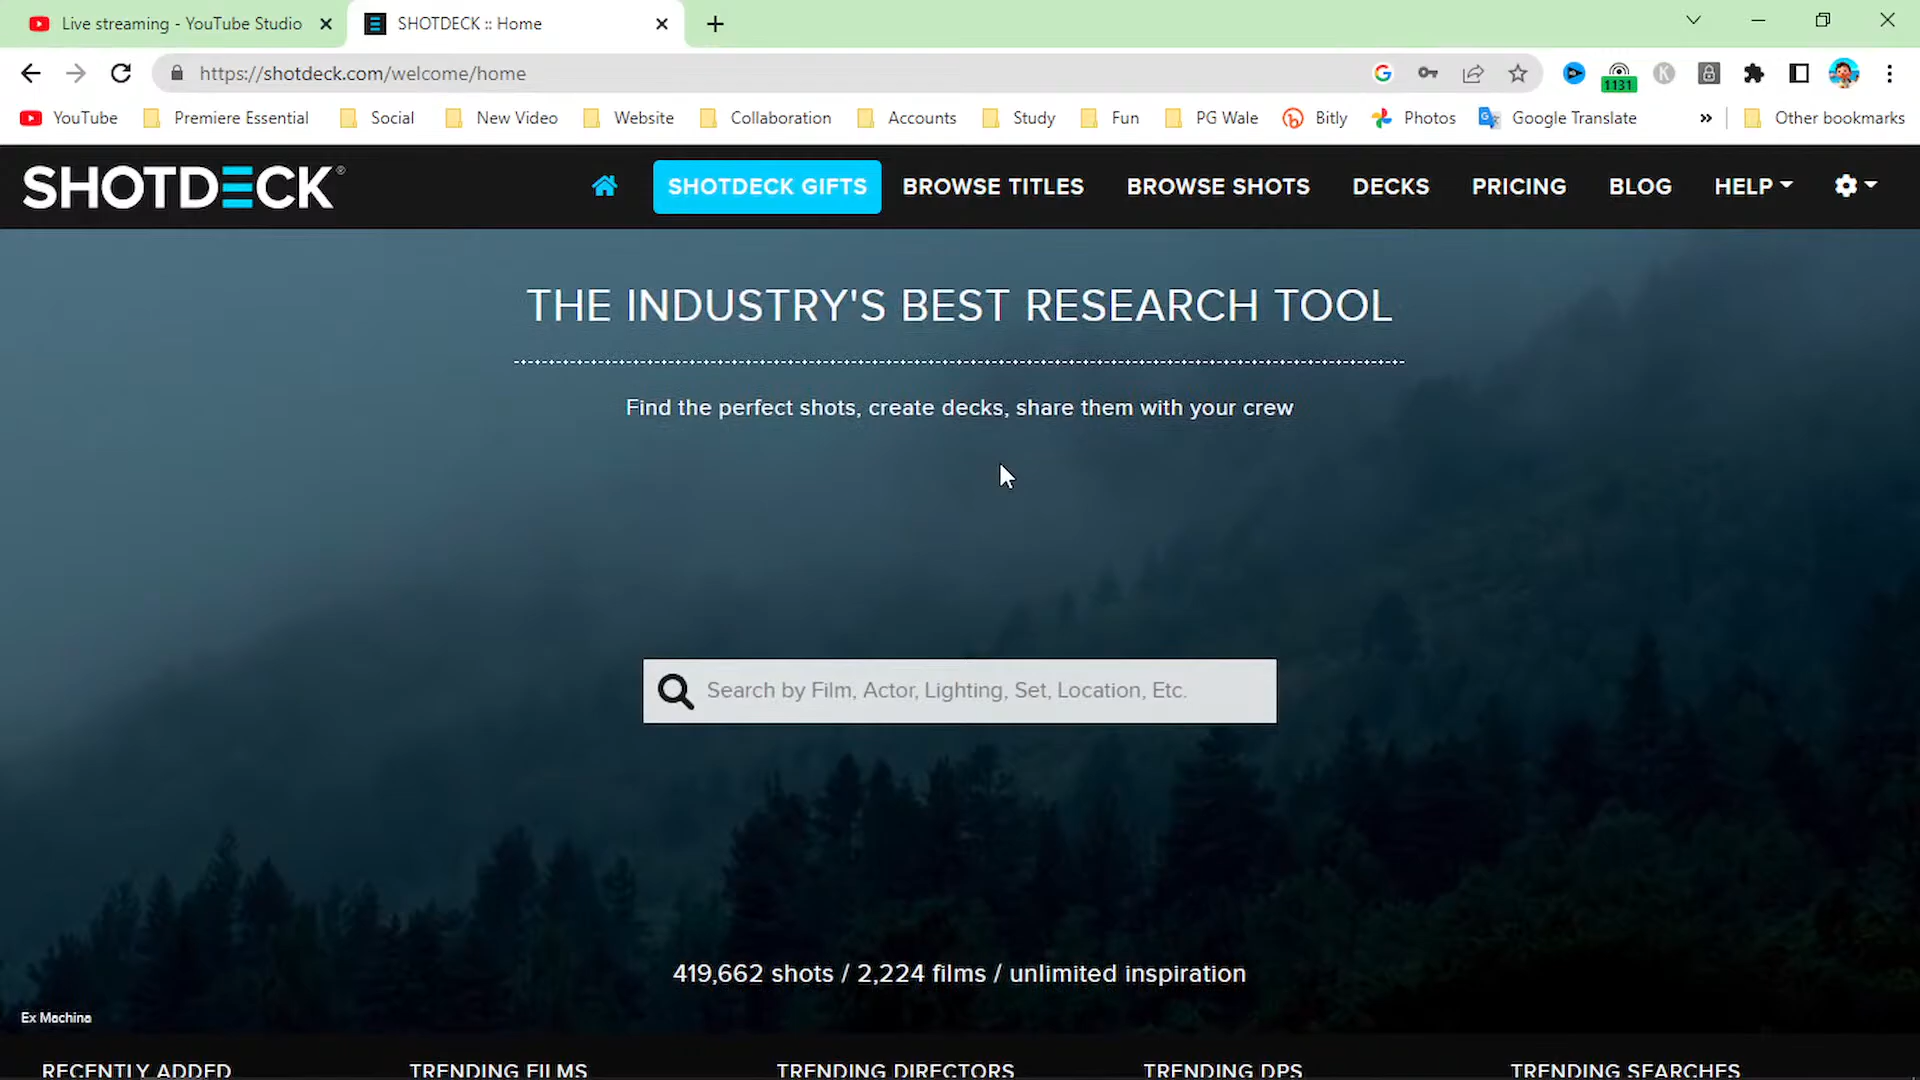 Live streaming - YouTube Studio
SHOTDECK :: Home
https://shotdeck.com/welcome/home
1131
YouTube
Premiere Essential
Social
New Video
Website
Collaboration
Accounts
Study
Fun
PG Wale
Bitly
Photos
Google Translate
»
Other bookmarks
SHOTDECK®
SHOTDECK GIFTS
BROWSE TITLES
BROWSE SHOTS
DECKS
PRICING
BLOG
HELP
THE INDUSTRY'S BEST RESEARCH TOOL
Find the perfect shots, create decks, share them with your crew
Search by Film, Actor, Lighting, Set, Location, Etc.
419,662 shots / 2,224 films / unlimited inspiration
Ex Machina
RECENTLY ADDED
TRENDING FILMS
TRENDING DIRECTORS
TRENDING DPS
TRENDING SEARCHES